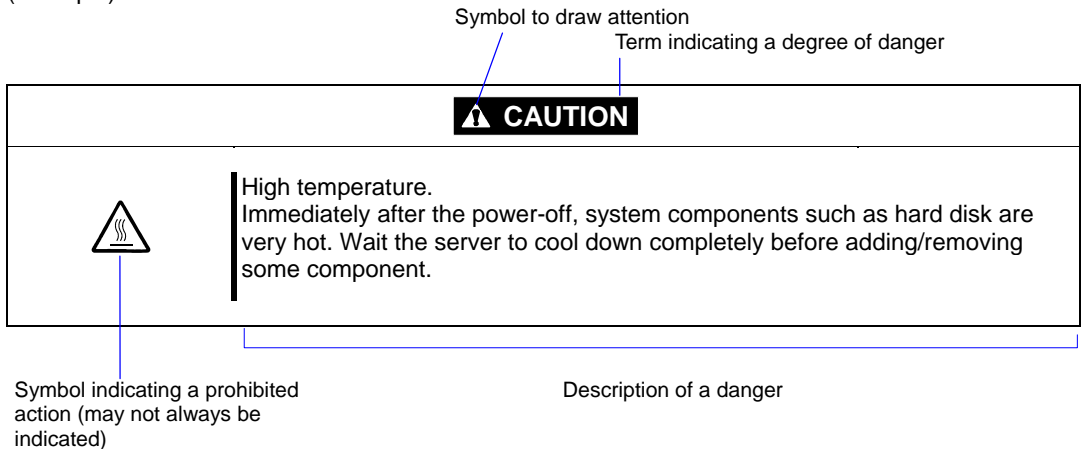 Symbol to draw attention
Term indicating a degree of danger
CAUTION
High temperature.
Immediately after the power-off, system components such as hard disk are
very hot. Wait the server to cool down completely before adding/removing
some component.
Symbol indicating a prohibited
action (may not always be
indicated)
Description of a danger